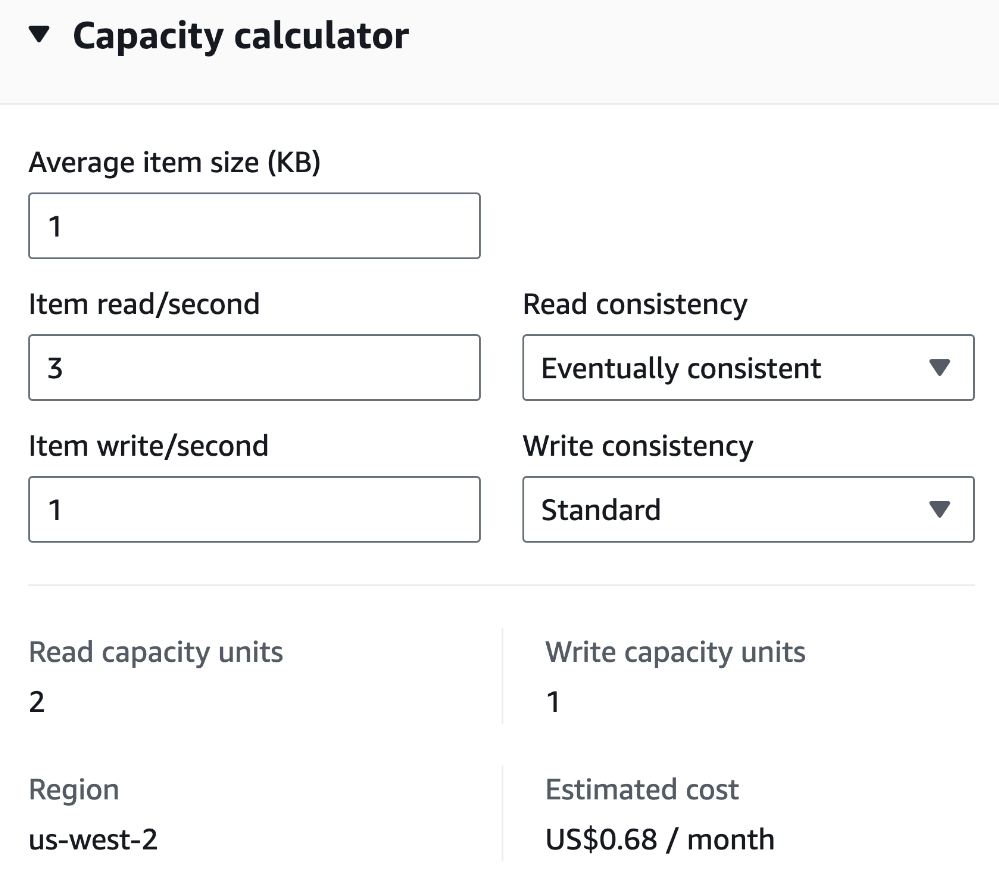 Capacity calculator
Average item size (KB)
1
Item read/second
Read consistency
3
Eventually consistent
Item write/second
Write consistency
1
Standard
Read capacity units
Write capacity units
2
1
Region
Estimated cost
us-west-2
US$0.68 / month